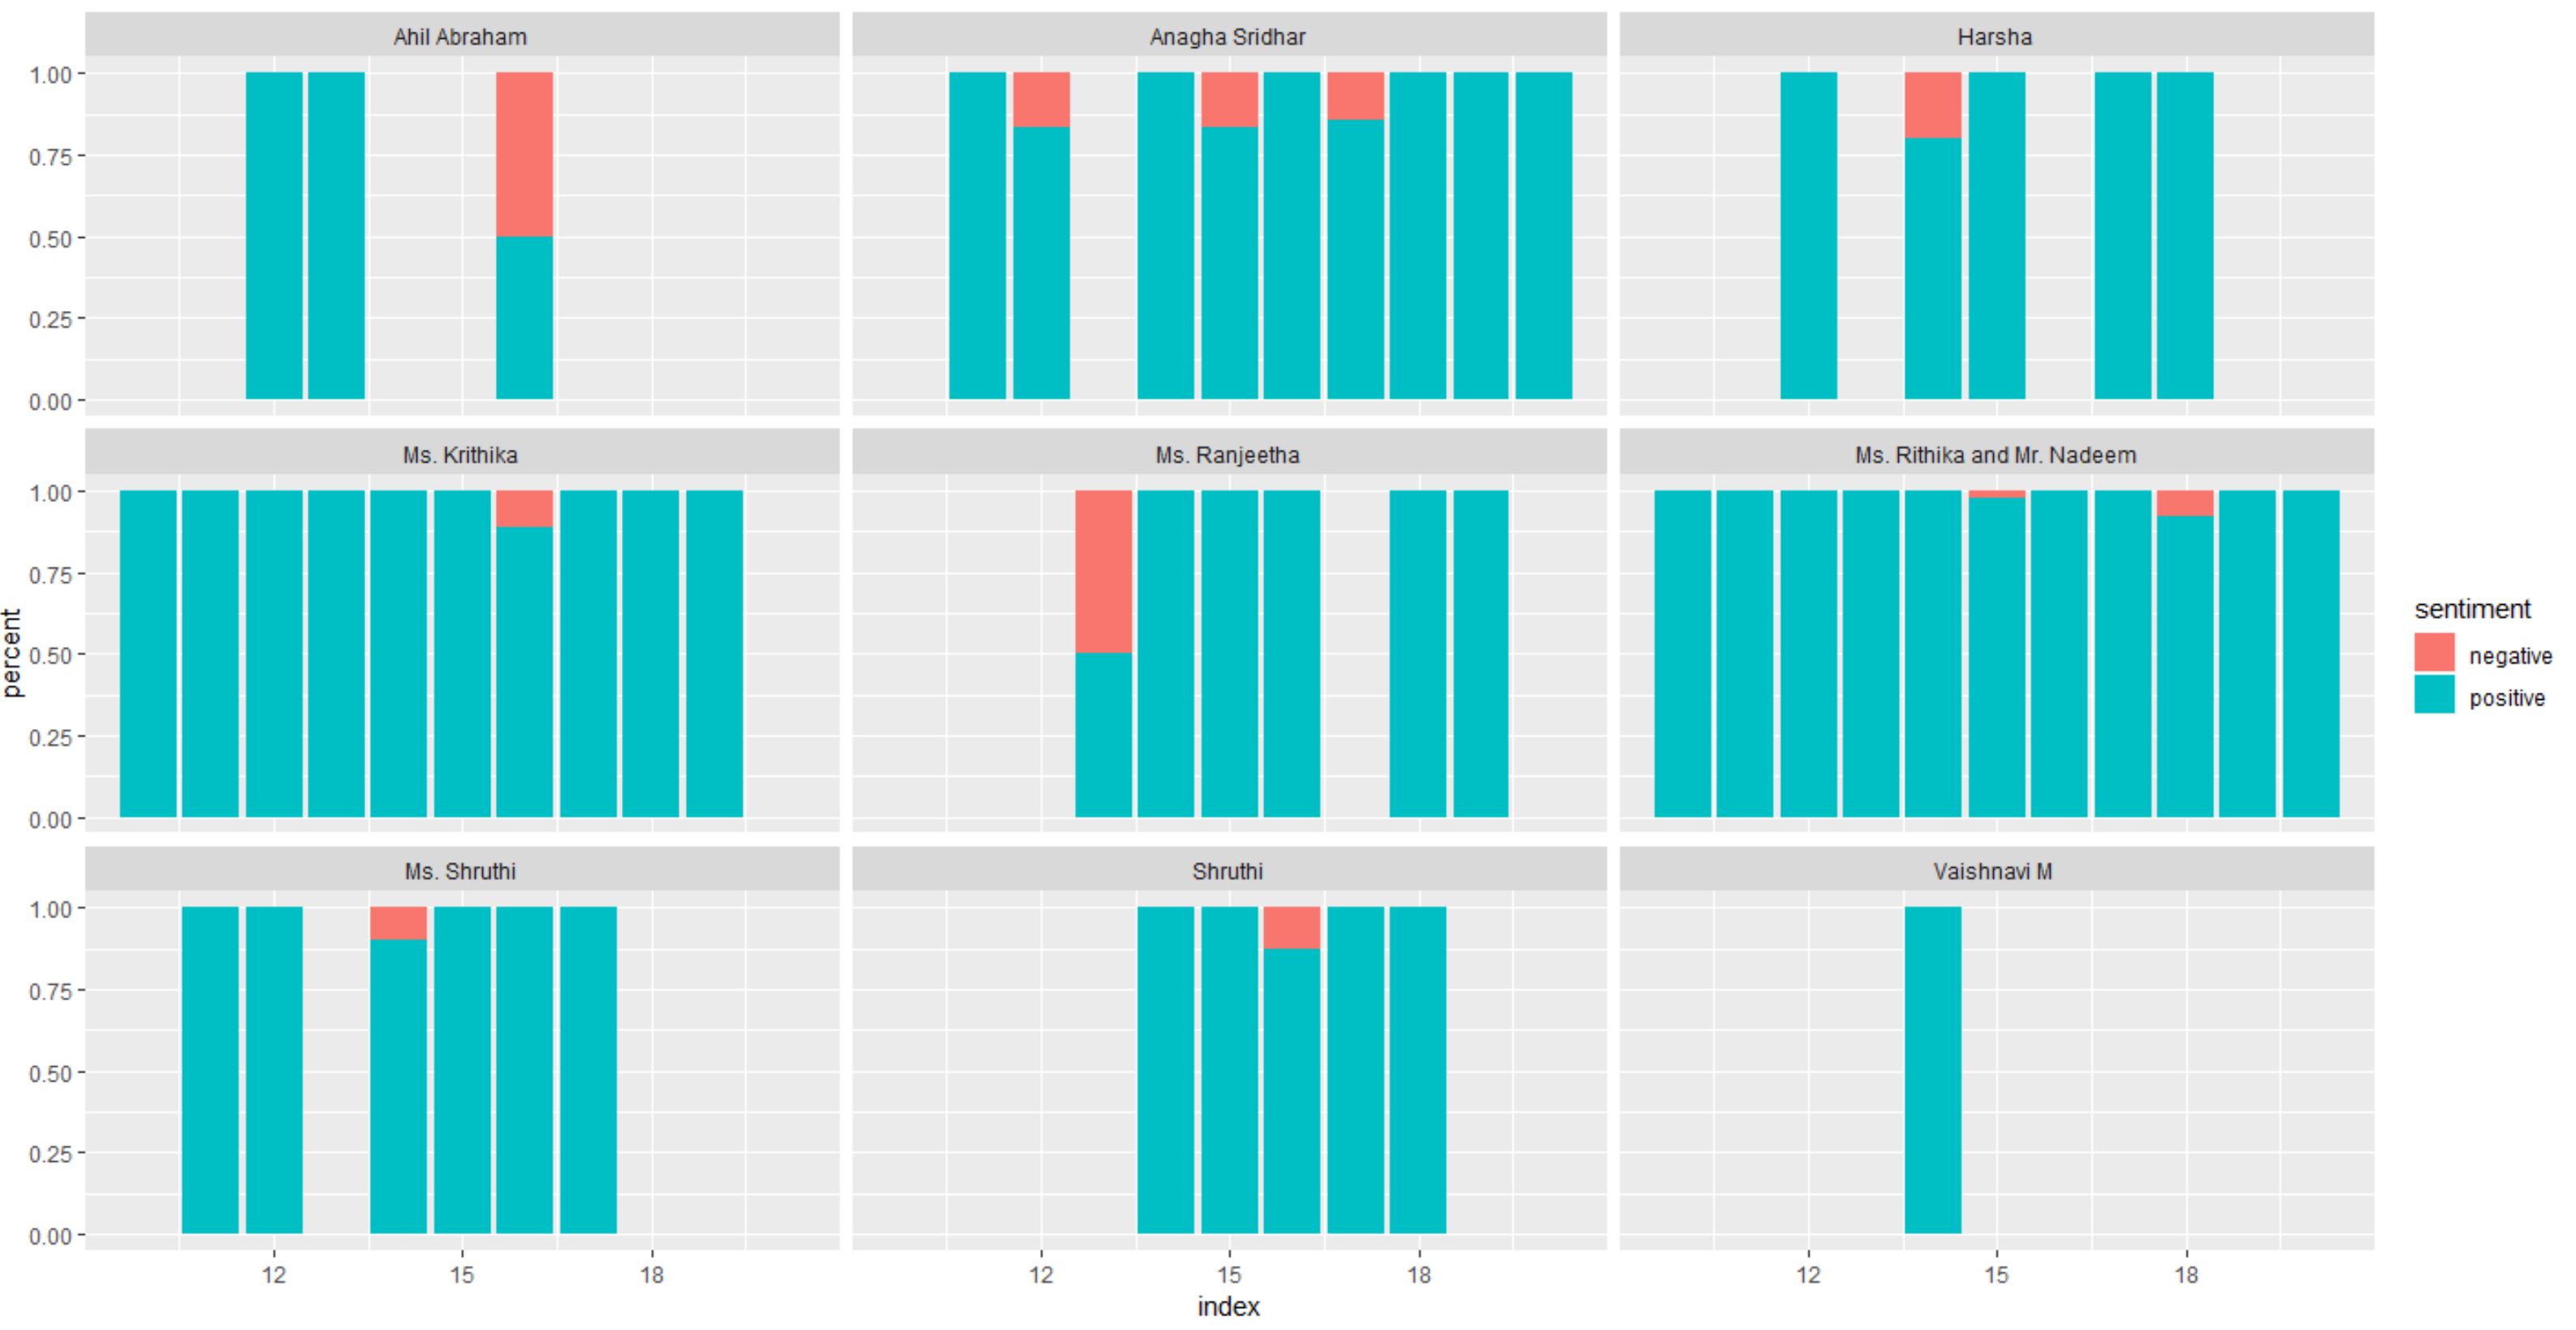 Ahil Abraham
Anagha Sridhar
Harsha
1.00
0.75
0.50
0.25
0.00
Ms. Krithika
Ms. Ranjeetha
Ms. Rithika and Mr. Nadeem
1.00
0.75
0.50
0.25
0.00
percent
Ms. Shruthi
Shruthi
Vaishnavi M
1.00
0.75
0.50
0.25
0.00
12 15 18
12 15 18
12 15 18
index
sentiment
negative
positive